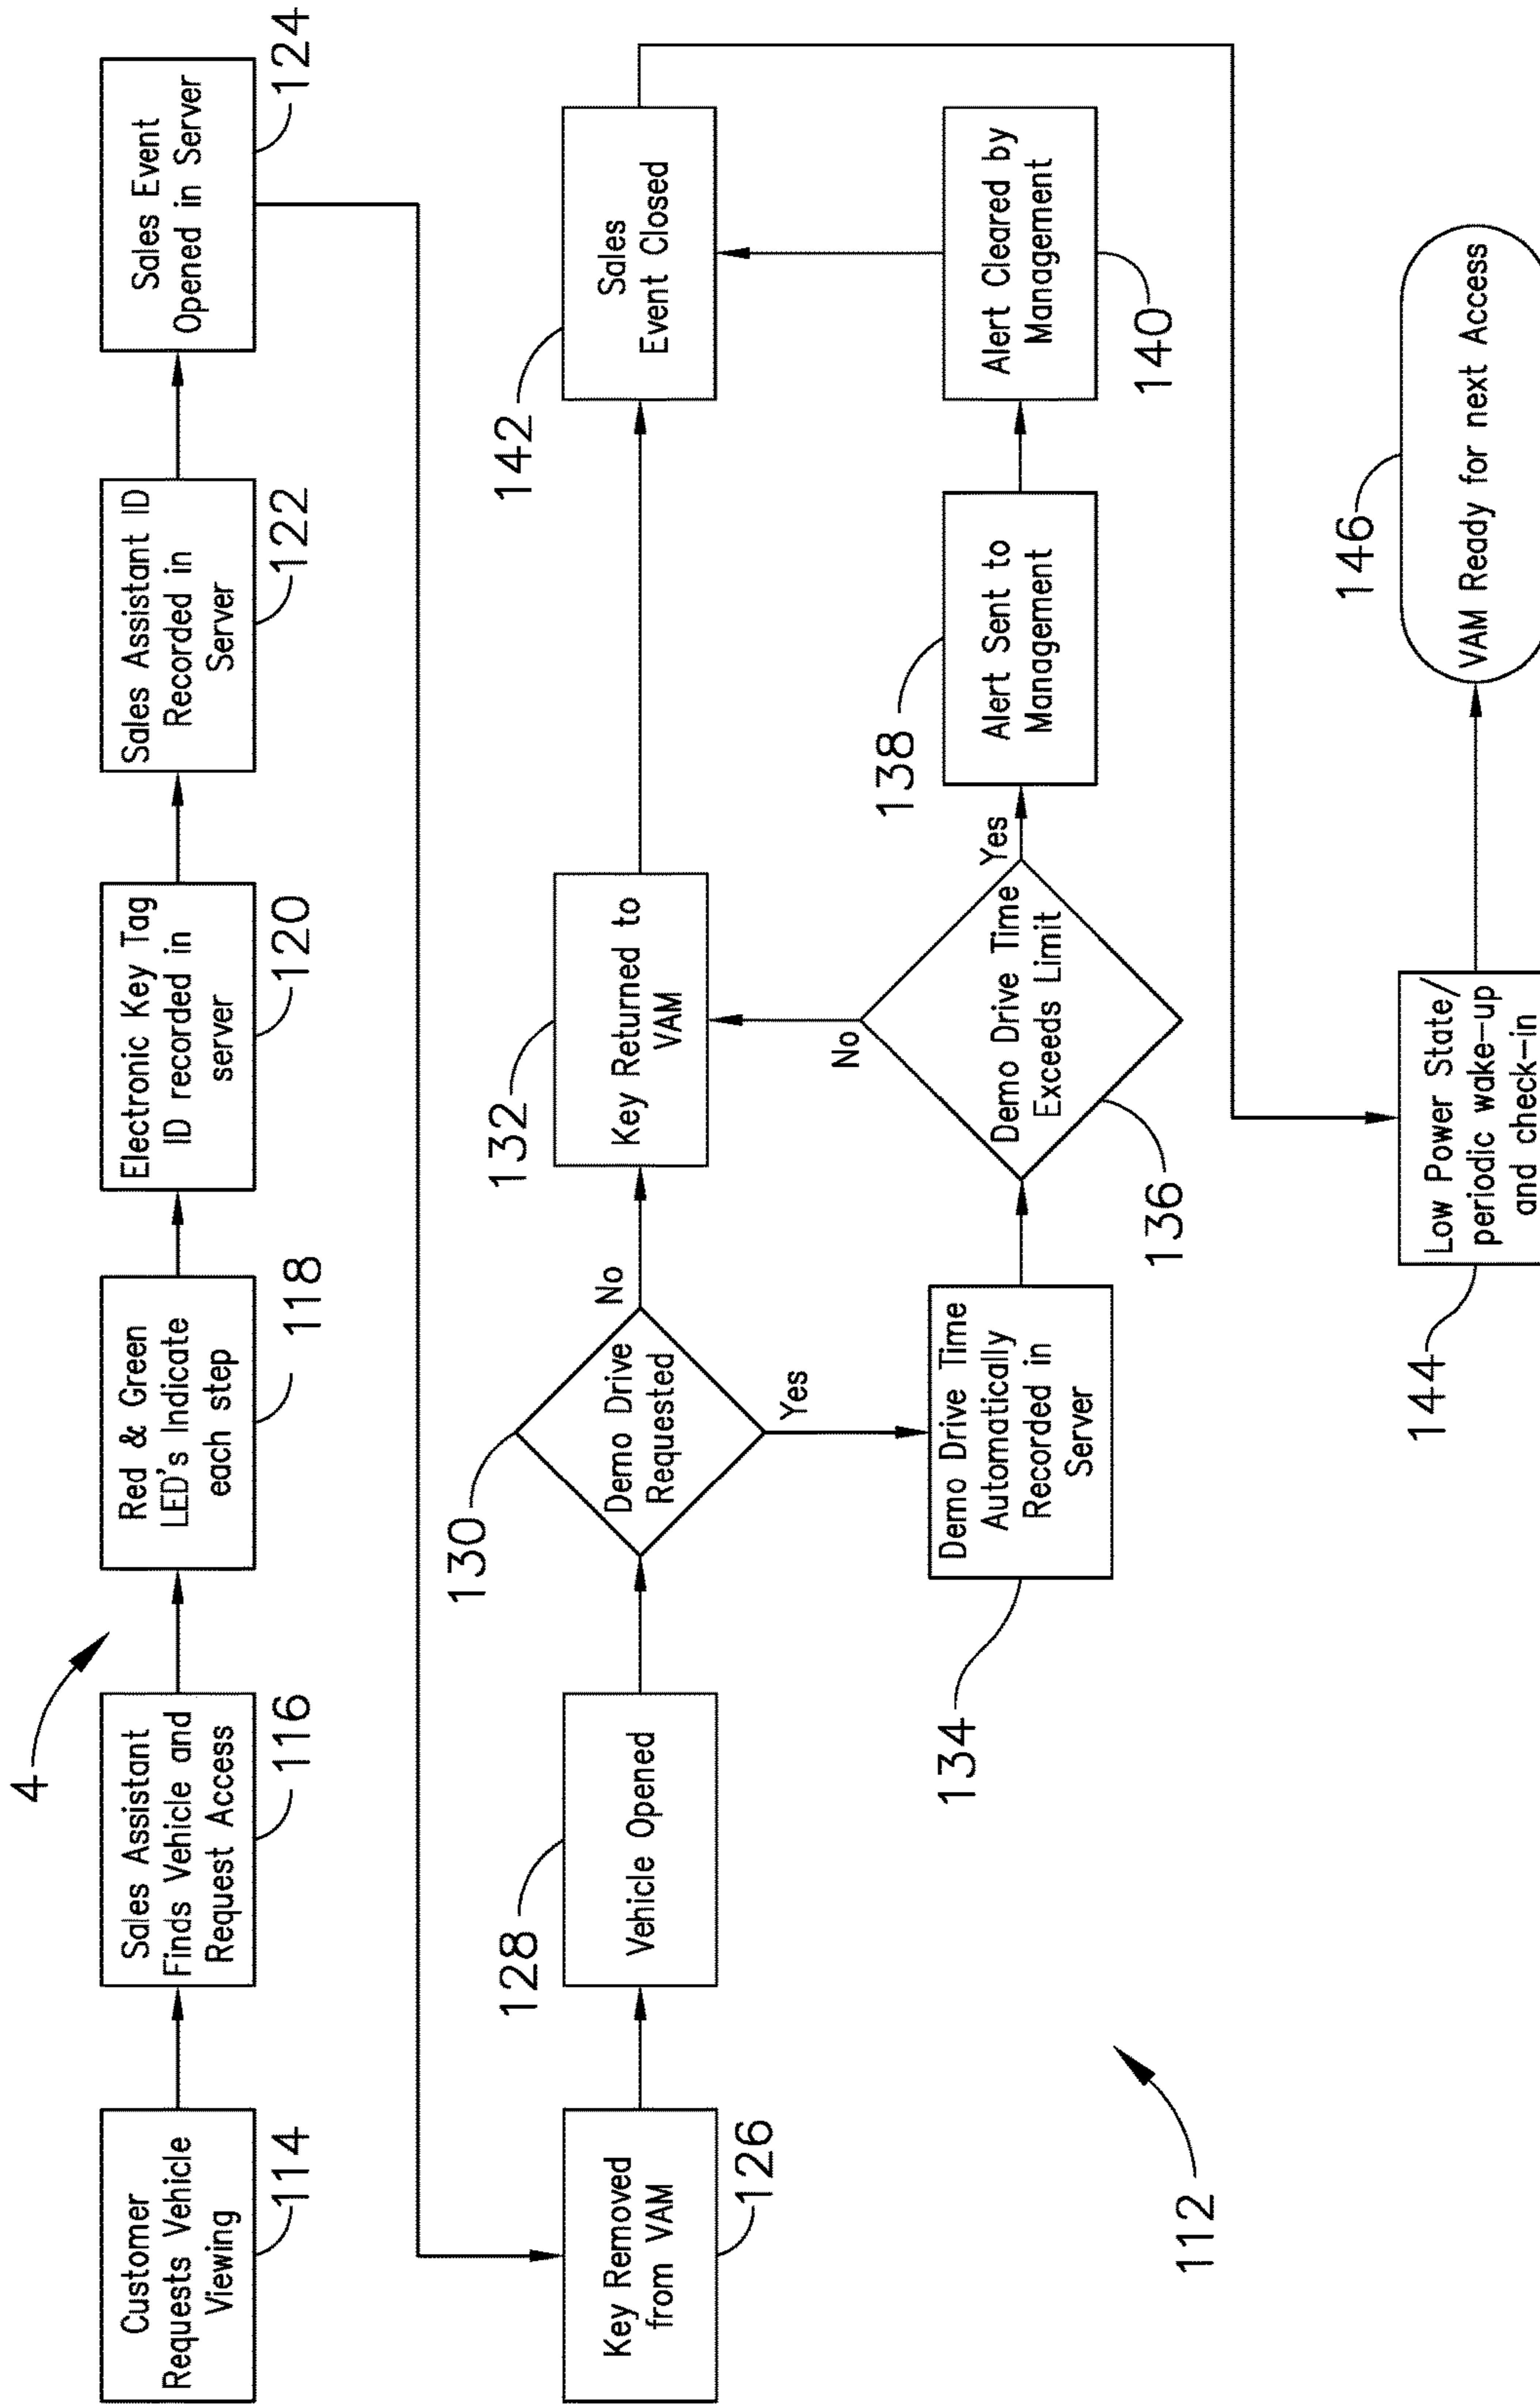 4
Customer
Requests Vehicle
Viewing
114
Sales Assistant
Finds Vehicle and
Request Access
116
Red & Green
LED's Indicate
each step
118
Electronic Key Tag
ID recorded in
server
120
Sales Assistant ID
Recorded in
Server
122
Sales Event
Opened in Server
124
Key Removed
from VAM
126
128
Vehicle Opened
130
Demo Drive
Requested
No
Yes
132
Key Returned to
VAM
142
Sales
Event Closed
134
Demo Drive Time
Automatically
Recorded in
Server
136
Demo Drive Time
Exceeds Limit
No
Yes
138
Alert Sent to
Management
Alert Cleared by
Management
140
112
144
Low Power State/
periodic wake-up
and check-in
146
VAM Ready for next Access